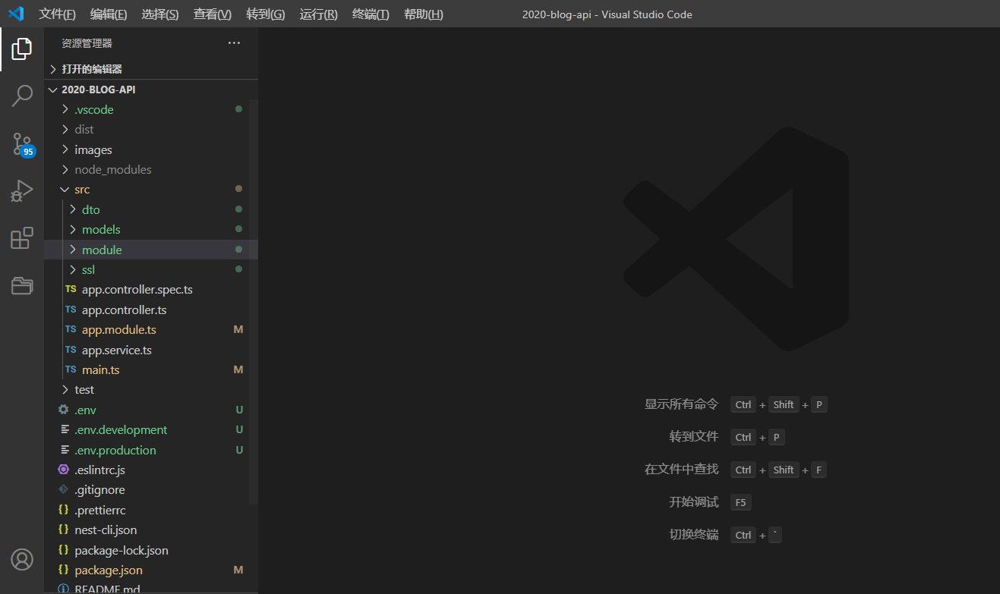 文件(F) 编辑(E) 选择(S) 查看(V) 转到(G) 运行(R) 终端(T) 帮助(H) 2020-blog-api - Visual Studio Code
资源管理器 ···
打开的编辑器
2020-BLOG-API
.vscode
dist
images
95
node_modules
src
dto
models
module
ssl
TS app.controller.spec.ts
TS app.controller.ts
TS app.module.ts M
TS app.service.ts
TS main.ts M
test
.env U
.env.development U
.env.production U
.eslintrc.js
.gitignore
{} .prettierrc
{} nest-cli.json
{} package-lock.json
{} package.json M
README.md
显示所有命令 Ctrl + Shift + P
转到文件 Ctrl + P
在文件中查找 Ctrl + Shift + F
开始调试 F5
切换终端 Ctrl + `